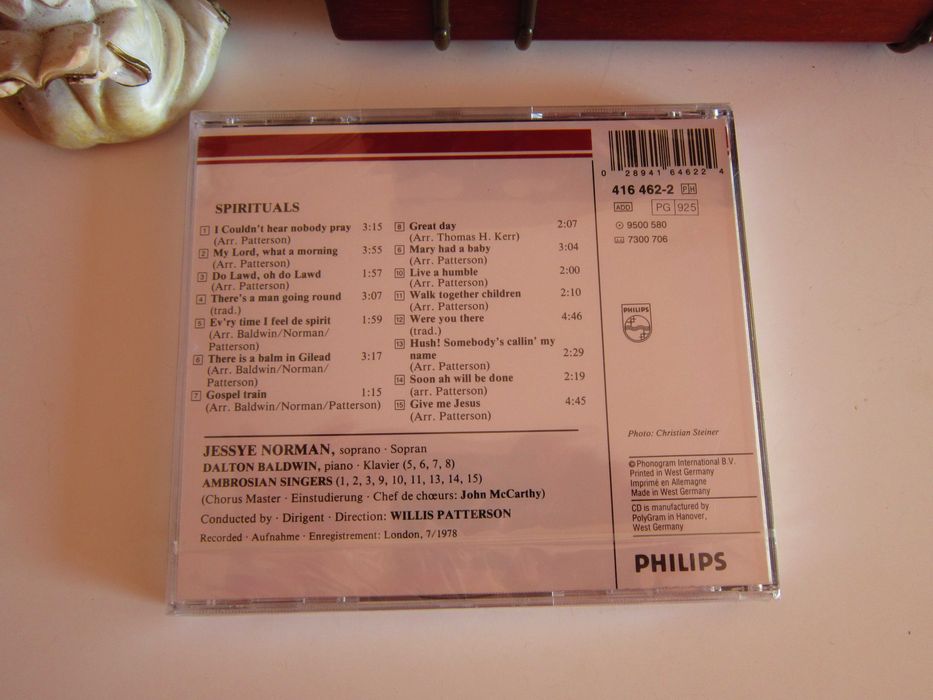 SPIRITUALS
1 I Couldn't hear nobody pray 3:15
(Arr. Patterson)
2 My Lord, what a morning 3:55
(Arr. Patterson)
3 Do Lawd, oh do Lawd 1:57
(Arr. Patterson)
4 There's a man going round 3:07
(trad.)
5 Ev'ry time I feel de spirit 1:59
(Arr. Baldwin/Norman/
Patterson)
6 There is a balm in Gilead 3:17
(Arr. Baldwin/Norman/
Patterson)
7 Gospel train 1:15
(Arr. Baldwin/Norman/Patterson)
8 Great day 2:07
(Arr. Thomas H. Kerr)
Mary had a baby 3:04
(Arr. Patterson)
10 Live a humble 2:00
(Arr. Patterson)
11 Walk together children 2:10
(Arr. Patterson)
12 Were you there 4:46
(trad.)
13 Hush! Somebody's callin' my
name 2:29
(Arr. Patterson)
14 Soon ah will be done 2:19
(arr. Patterson)
15 Give me Jesus 4:45
(Arr. Patterson)
JESSYE NORMAN, soprano · Sopran
DALTON BALDWIN, piano · Klavier (5, 6, 7, 8)
AMBROSIAN SINGERS (1, 2, 3, 9, 10, 11, 13, 14, 15)
(Chorus Master · Einstudierung · Chef de chœurs: John McCarthy)
Conducted by · Dirigent · Direction: WILLIS PATTERSON
Recorded · Aufnahme · Enregistrement: London, 7/1978
0 28941 64622 4
416 462-2 PH
ADD PG 925
9500 580
7300 706
PHILIPS
Photo: Christian Steiner
©Phonogram International B.V.
Printed in West Germany
Imprimé en Allemagne
Made in West Germany
CD is manufactured by
PolyGram in Hanover,
West Germany
PHILIPS